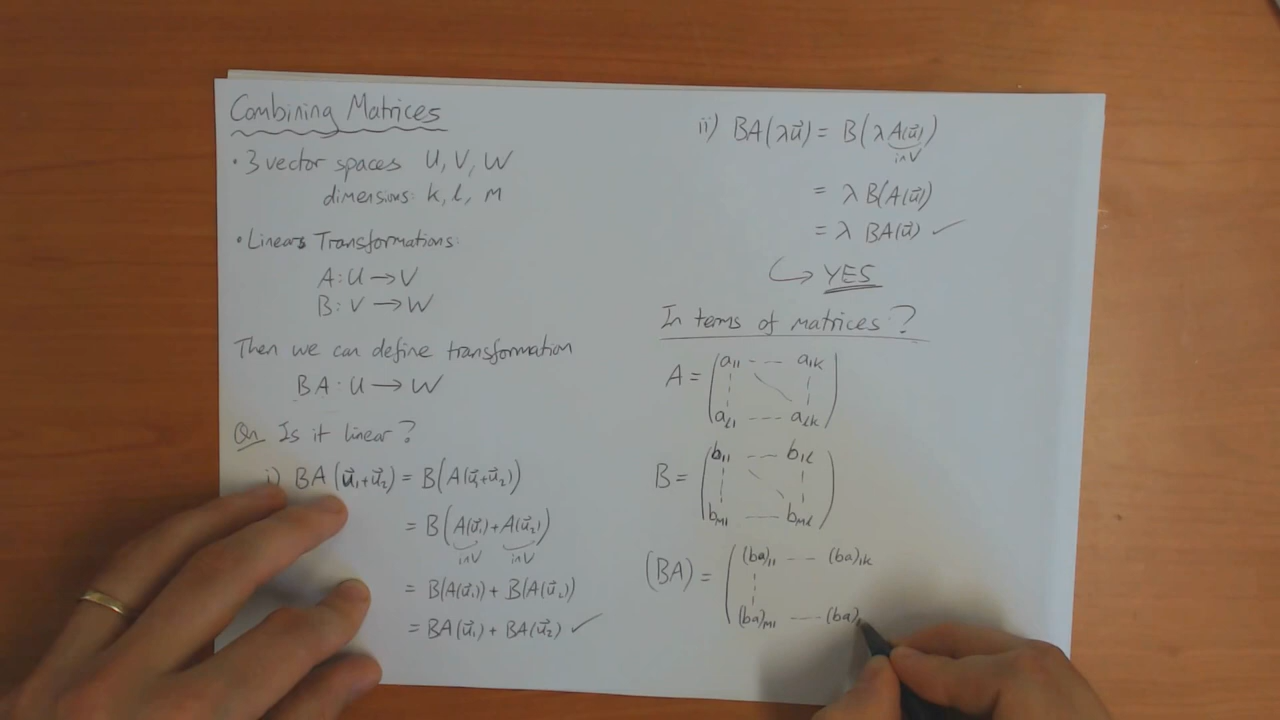 Combining Matrices
• 3 vector spaces U, V, W
dimensions: k, l, m
• Linears Transformations:
A: U → V
B: V → W
Then we can define transformation
BA: U → W
Qn Is it linear?
i) BA(u⃗₁+u⃗₂) = B(A(u⃗₁+u⃗₂))
= B(A(u⃗₁)+A(u⃗₂))
in V in V
= B(A(u⃗₁)) + B(A(u⃗₂))
= BA(u⃗₁) + BA(u⃗₂) ✓
ii) BA(λu⃗) = B(λA(u⃗))
in V
= λ B(A(u⃗))
= λ BA(u⃗) ✓
↳ YES
In terms of matrices?
A = (a₁₁ --- a₁ₖ
aₗ₁ --- aₗₖ)
B = (b₁₁ --- b₁ₗ
bₘ₁ --- bₘₗ)
(BA) = ((ba)₁₁ -- (ba)₁ₖ
(ba)ₘ₁ --- (ba)